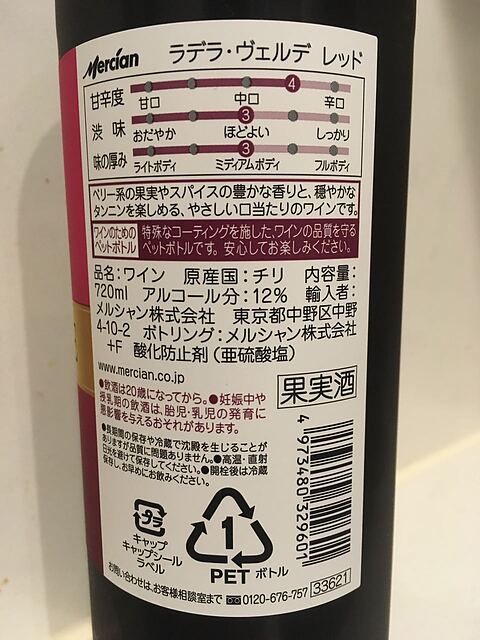 Mercian ラデラ・ヴェルデ レッド
甘辛度
4
甘口 中口 辛口
渋味
3
おだやか ほどよい しっかり
味の厚み
3
ライトボディ ミディアムボディ フルボディ
ベリー系の果実やスパイスの豊かな香りと、穏やかな
タンニンを楽しめる、やさしい口当たりのワインです。
ワインのための
ペットボトル
特殊なコーティングを施した、ワインの品質を守る
ペットボトルです。安心してお楽しみください。
品名:ワイン 原産国:チリ 内容量:
720ml アルコール分:12% 輸入者:
メルシャン株式会社 東京都中野区中野
4-10-2 ボトリング:メルシャン株式会社
+F 酸化防止剤(亜硫酸塩)
www.mercian.co.jp
●飲酒は20歳になってから。●妊娠中や
授乳期の飲酒は、胎児・乳児の発育に
悪影響を与えるおそれがあります。
果実酒
●長期間の保存や冷蔵で沈殿を生じることが
ありますが品質に問題ありません。●高温・直射
日光を避けて保存してください。●開栓後は冷蔵
保存し、お早めにお飲みください。
4 973480 329607
プラ
キャップ
キャップシール
ラベル
1
PET ボトル
お問い合わせは、お客様相談室まで 0120-676-757 33621